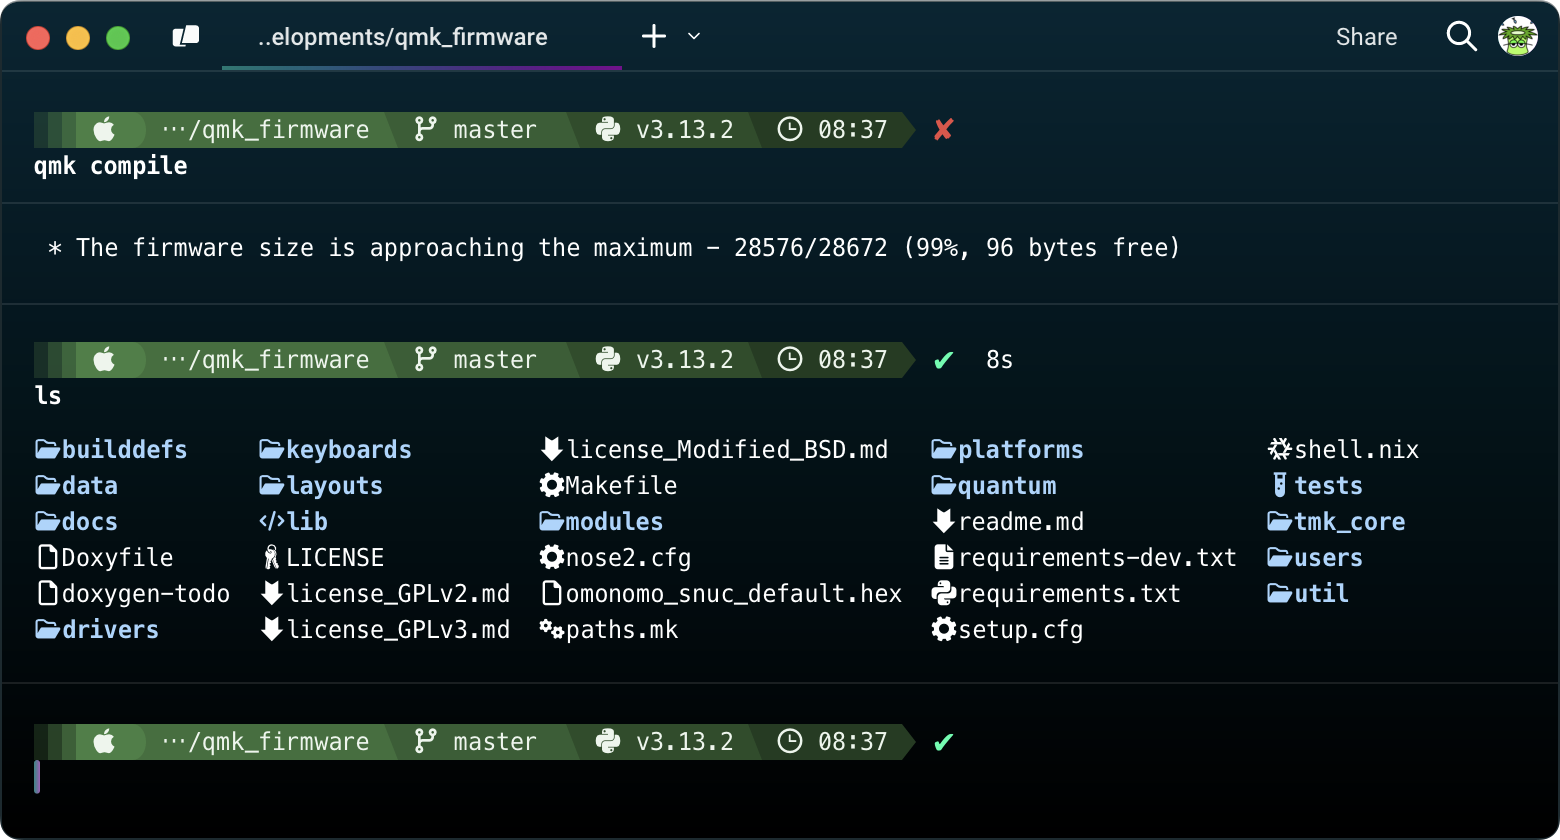 ..elopments/qmk_firmware
Share
···/qmk_firmware master v3.13.2 08:37 ✘
qmk compile
* The firmware size is approaching the maximum - 28576/28672 (99%, 96 bytes free)
···/qmk_firmware master v3.13.2 08:37 ✔ 8s
ls
builddefs keyboards license_Modified_BSD.md platforms shell.nix
data layouts Makefile quantum tests
docs lib modules readme.md tmk_core
Doxyfile LICENSE nose2.cfg requirements-dev.txt users
doxygen-todo license_GPLv2.md omonomo_snuc_default.hex requirements.txt util
drivers license_GPLv3.md paths.mk setup.cfg
···/qmk_firmware master v3.13.2 08:37 ✔